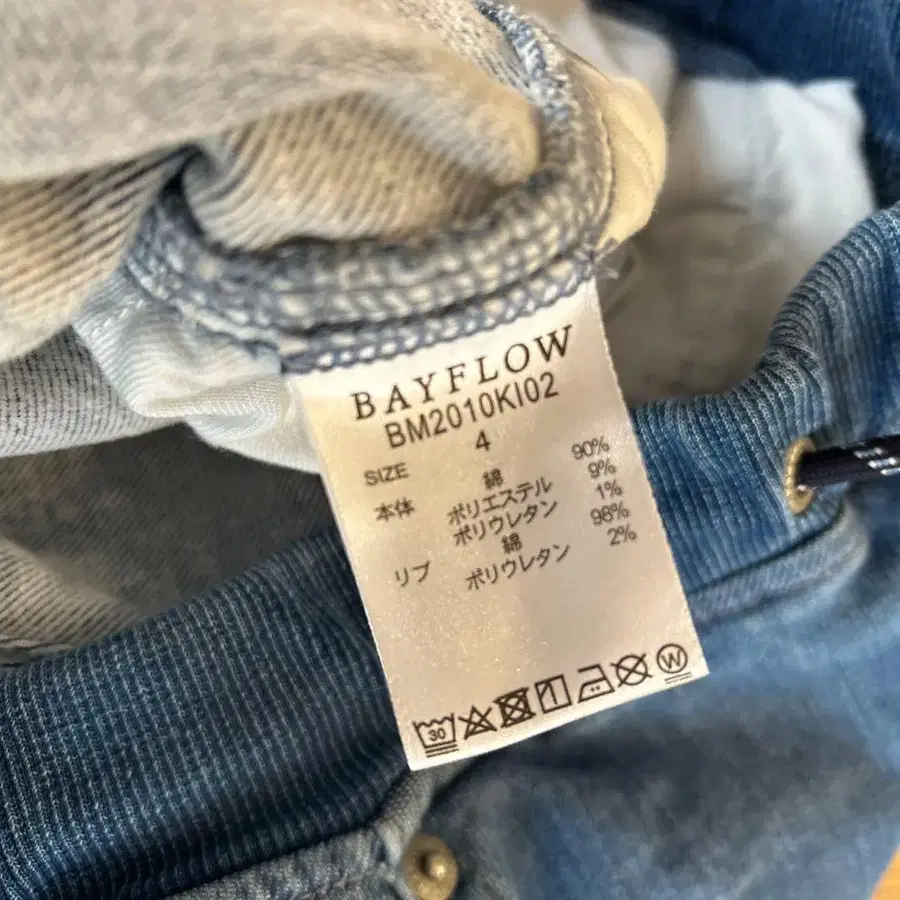 BAYFLOW
BM2010KI02
SIZE 4
本体 綿 90%
ポリエステル 9%
ポリウレタン 1%
リブ 綿 98%
ポリウレタン 2%
30
W